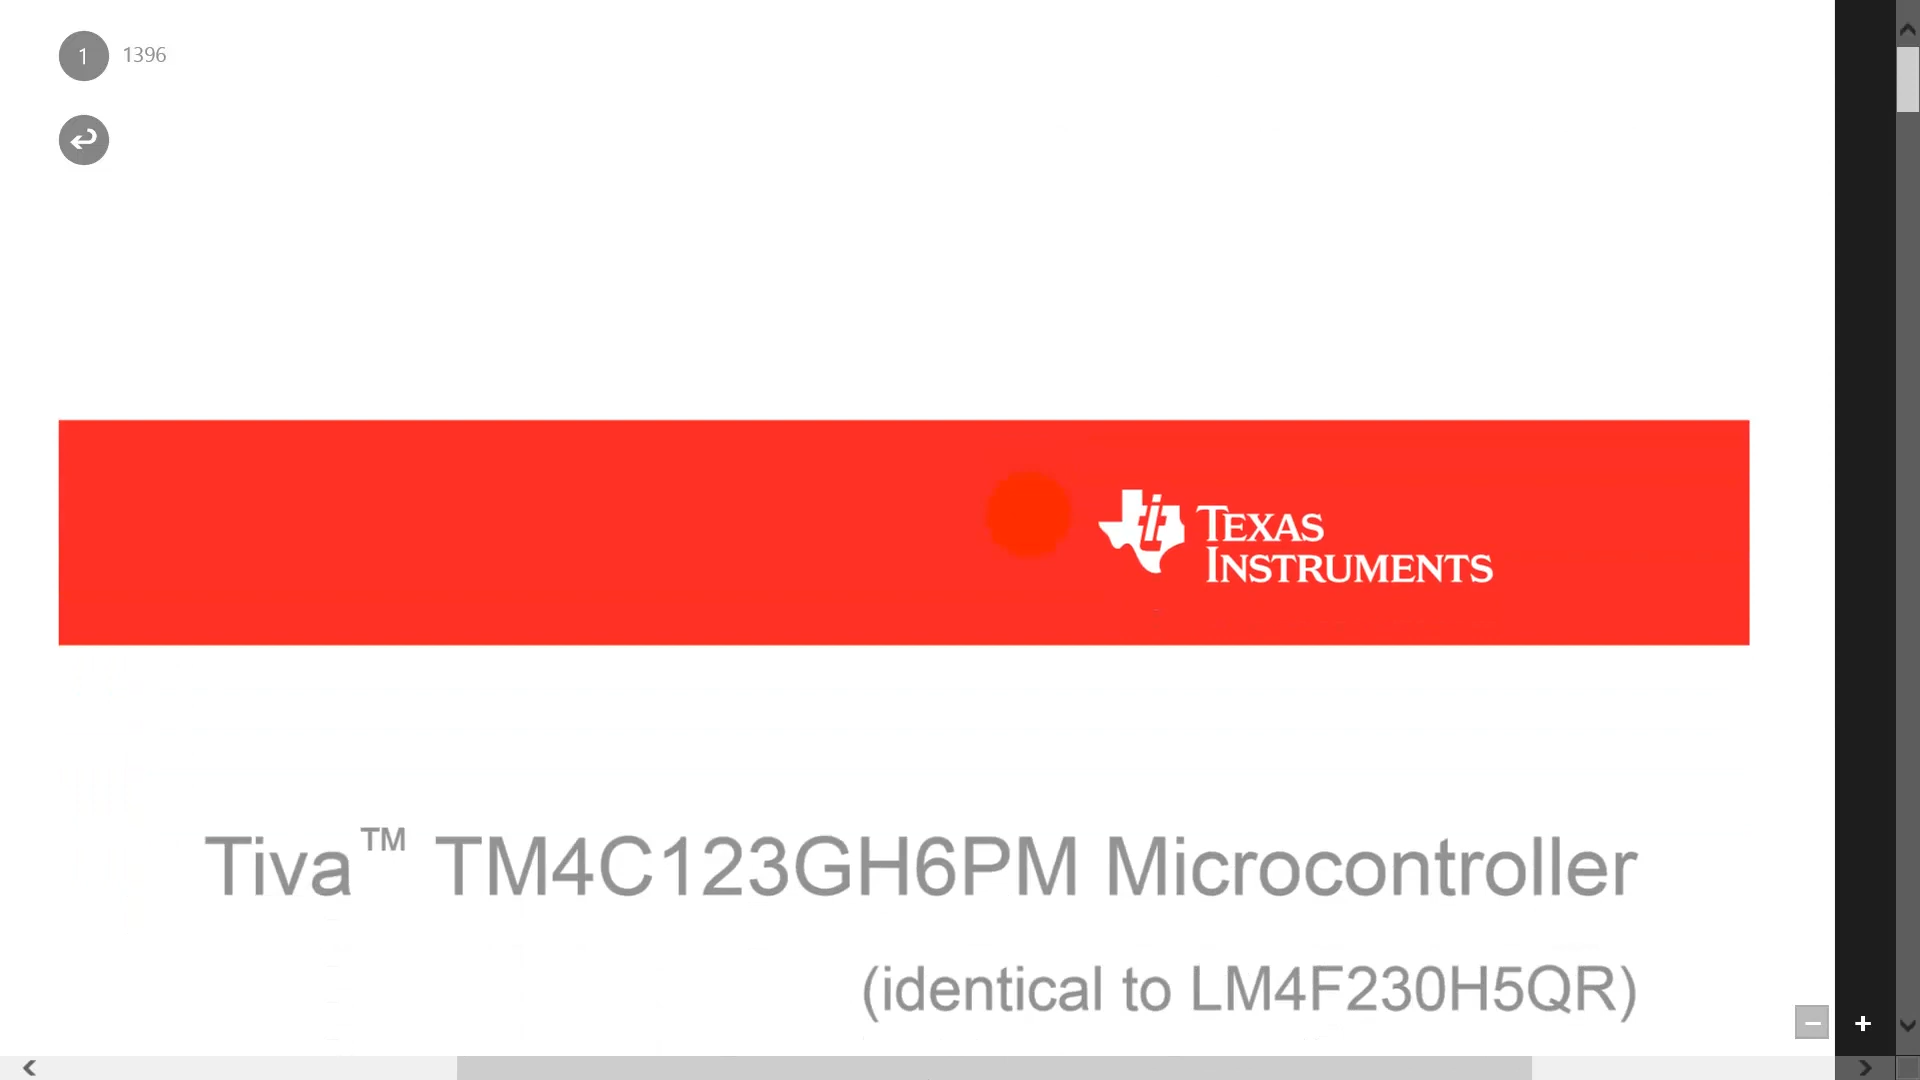 1 1396
TEXAS
INSTRUMENTS
Tiva™ TM4C123GH6PM Microcontroller
(identical to LM4F230H5QR)